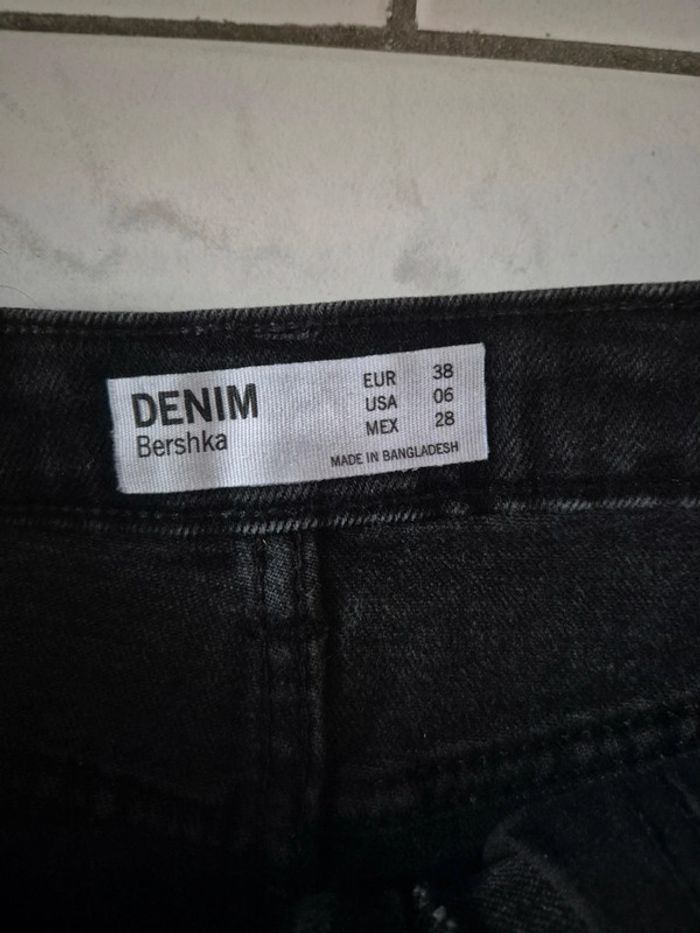 DENIM
Bershka
EUR 38
USA 06
MEX 28
MADE IN BANGLADESH